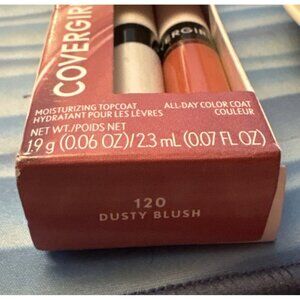 COVERGIRL
COVERGIRL
MOISTURIZING TOPCOAT
HYDRATANT POUR LES LÈVRES
ALL-DAY COLOR COAT
COULEUR
NET WT./POIDS NET
1.9 g (0.06 OZ)/2.3 mL (0.07 FL OZ)
120
DUSTY BLUSH